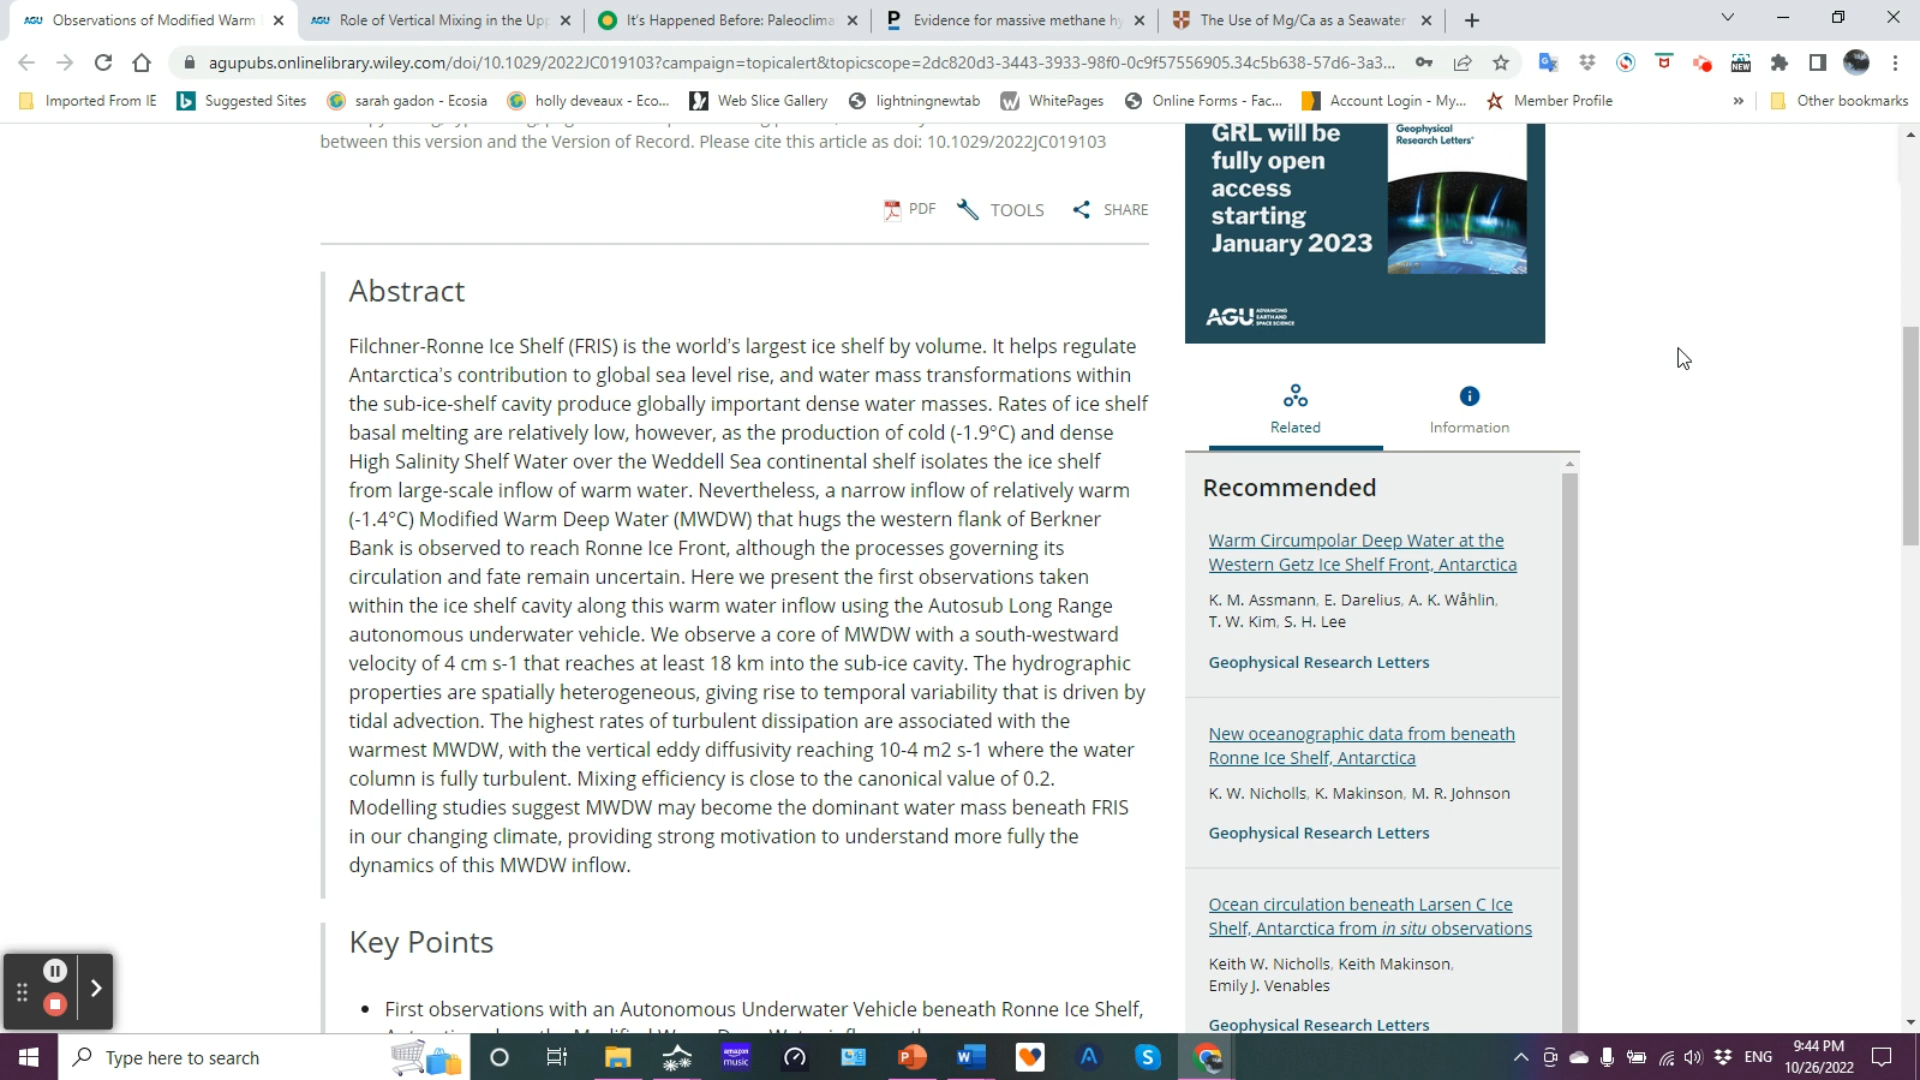 Observations of Modified Warm
Role of Vertical Mixing in the Upp
It's Happened Before: Paleoclima
Evidence for massive methane hy
The Use of Mg/Ca as a Seawater
agupubs.onlinelibrary.wiley.com/doi/10.1029/2022JC019103?campaign=topicalert&topicscope=2dc820d3-3443-3933-98f0-0c9f57556905.34c5b638-57d6-3a3...
Imported From IE
Suggested Sites
sarah gadon - Ecosia
holly deveaux - Eco...
Web Slice Gallery
lightningnewtab
WhitePages
Online Forms - Fac...
Account Login - My...
Member Profile
»
Other bookmarks
between this version and the Version of Record. Please cite this article as doi: 10.1029/2022JC019103
PDF
TOOLS
SHARE
Abstract
Filchner-Ronne Ice Shelf (FRIS) is the world's largest ice shelf by volume. It helps regulate
Antarctica's contribution to global sea level rise, and water mass transformations within
the sub-ice-shelf cavity produce globally important dense water masses. Rates of ice shelf
basal melting are relatively low, however, as the production of cold (-1.9°C) and dense
High Salinity Shelf Water over the Weddell Sea continental shelf isolates the ice shelf
from large-scale inflow of warm water. Nevertheless, a narrow inflow of relatively warm
(-1.4°C) Modified Warm Deep Water (MWDW) that hugs the western flank of Berkner
Bank is observed to reach Ronne Ice Front, although the processes governing its
circulation and fate remain uncertain. Here we present the first observations taken
within the ice shelf cavity along this warm water inflow using the Autosub Long Range
autonomous underwater vehicle. We observe a core of MWDW with a south-westward
velocity of 4 cm s-1 that reaches at least 18 km into the sub-ice cavity. The hydrographic
properties are spatially heterogeneous, giving rise to temporal variability that is driven by
tidal advection. The highest rates of turbulent dissipation are associated with the
warmest MWDW, with the vertical eddy diffusivity reaching 10-4 m2 s-1 where the water
column is fully turbulent. Mixing efficiency is close to the canonical value of 0.2.
Modelling studies suggest MWDW may become the dominant water mass beneath FRIS
in our changing climate, providing strong motivation to understand more fully the
dynamics of this MWDW inflow.
Key Points
• First observations with an Autonomous Underwater Vehicle beneath Ronne Ice Shelf,
GRL will be
fully open
access
starting
January 2023
Geophysical
Research Letters
AGU ADVANCING
EARTH AND
SPACE SCIENCE
Related
Information
Recommended
Warm Circumpolar Deep Water at the
Western Getz Ice Shelf Front, Antarctica
K. M. Assmann, E. Darelius, A. K. Wåhlin,
T. W. Kim, S. H. Lee
Geophysical Research Letters
New oceanographic data from beneath
Ronne Ice Shelf, Antarctica
K. W. Nicholls, K. Makinson, M. R. Johnson
Geophysical Research Letters
Ocean circulation beneath Larsen C Ice
Shelf, Antarctica from in situ observations
Keith W. Nicholls, Keith Makinson,
Emily J. Venables
Geophysical Research Letters
Type here to search
amazon
music
ENG
9:44 PM
10/26/2022